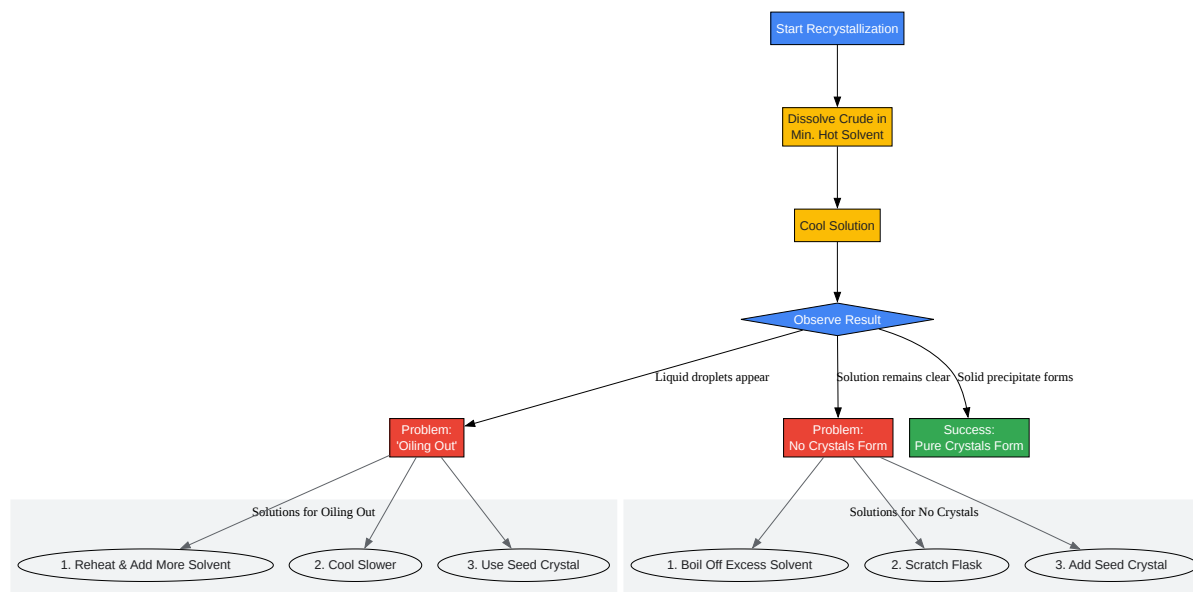 Start Recrystallization
Dissolve Crude in
Min. Hot Solvent
Cool Solution
Observe Result
Liquid droplets appear
Solution remains clear
Solid precipitate forms
Problem:
'Oiling Out'
Problem:
No Crystals Form
Success:
Pure Crystals Form
Solutions for Oiling Out
Solutions for No Crystals
1. Reheat & Add More Solvent
2. Cool Slower
3. Use Seed Crystal
1. Boil Off Excess Solvent
2. Scratch Flask
3. Add Seed Crystal